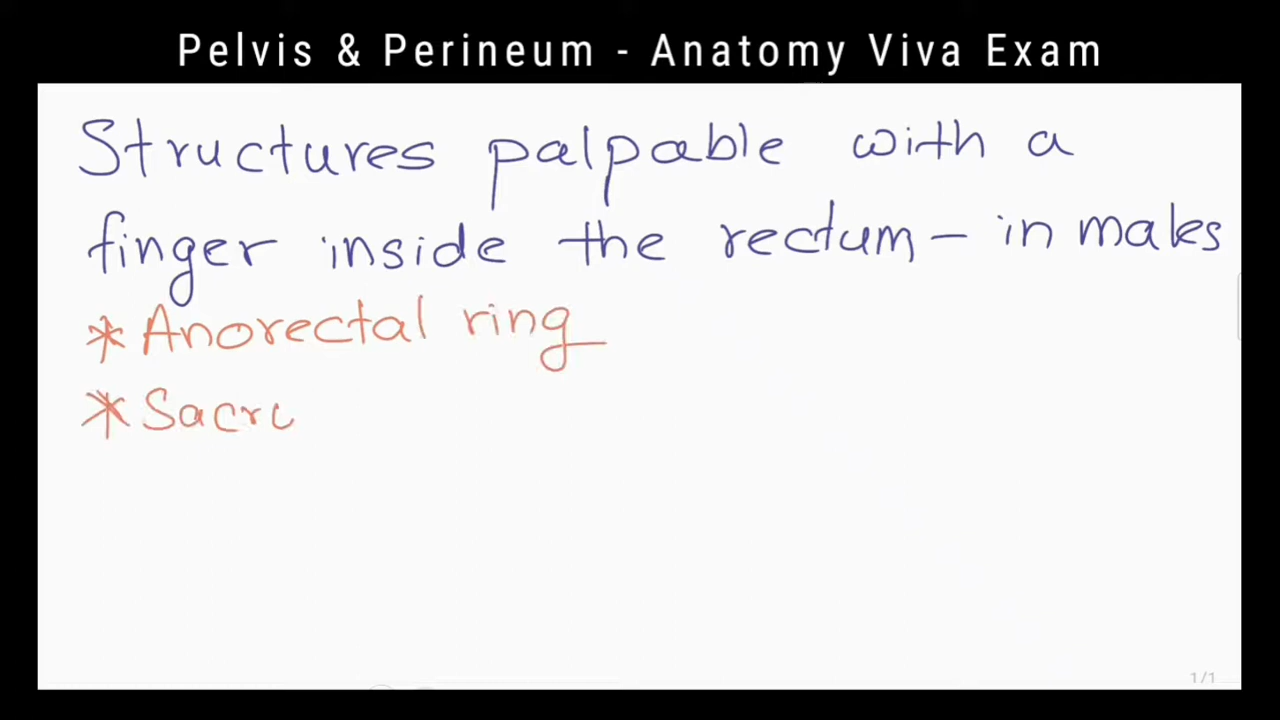 Pelvis & Perineum - Anatomy Viva Exam
Structures palpable with a
finger inside the rectum - in males
* Anorectal ring
* Sacru
1/1